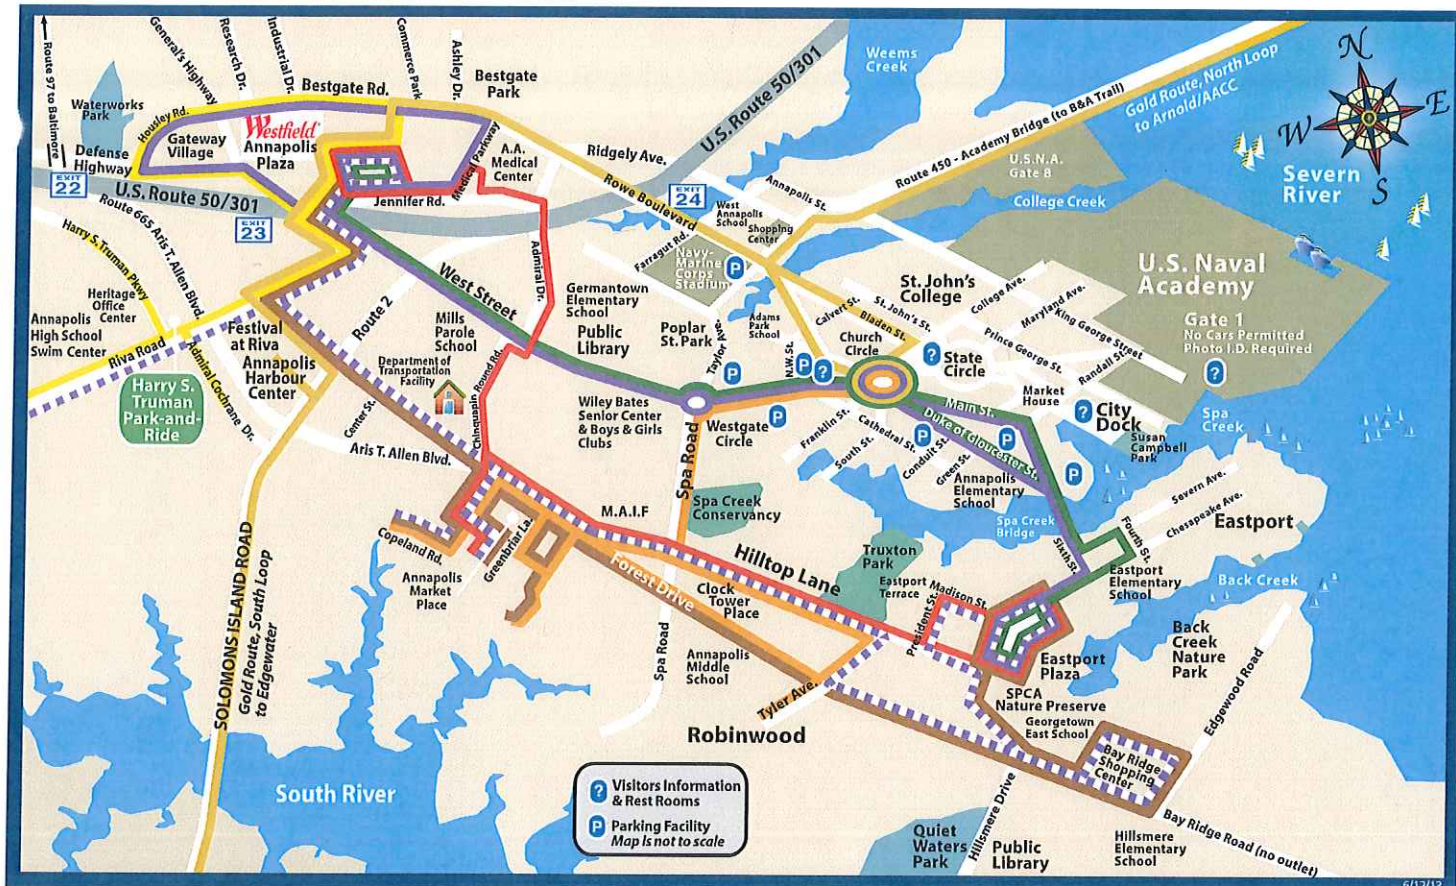 Route 97 to Baltimore
General's Highway
Research Dr.
Industrial Dr.
Commerce Park
Ashley Dr.
Bestgate Rd.
Bestgate
Park
Waterworks
Park
Housley Rd.
Gateway
Village
Westfield
Annapolis
Plaza
Defense
Highway
EXIT
22
U.S. Route 50/301
EXIT
23
Jennifer Rd.
Medical Parkway
A.A.
Medical
Center
Ridgely Ave.
Rowe Boulevard
U.S. Route 50/301
EXIT
24
Weems
Creek
Route 450 - Academy Bridge (to B&A Trail)
Gold Route, North Loop
to Arnold/AACC
N
W
E
S
Severn
River
U.S.N.A.
Gate 8
College Creek
Annapolis St.
West
Annapolis
School
Shopping
Center
Farragut Rd.
Navy-
Marine
Corps
Stadium
P
Route 665 Aris T. Allen Blvd.
Harry S. Truman Pkwy
Heritage
Office
Center
Annapolis
High School
Swim Center
Riva Road
Admiral Cochrane Dr.
Harry S.
Truman
Park-and-
Ride
Festival
at Riva
Annapolis
Harbour
Center
Route 2
West Street
Admiral Dr.
Germantown
Elementary
School
Public
Library
Mills
Parole
School
Department of
Transportation
Facility
Chinquapin Round Rd.
Center St.
Aris T. Allen Blvd.
Poplar
St. Park
Taylor Ave.
Adams
Park
School
N.W. St.
P
P
?
Calvert St.
Bladen St.
Church
Circle
St. John's
College
St. John's St.
College Ave.
Maryland Ave.
King George Street
Prince George St.
Randall St.
?
State
Circle
U.S. Naval
Academy
Gate 1
No Cars Permitted
Photo I.D. Required
?
Market
House
?
City
Dock
Susan
Campbell
Park
Spa
Creek
Main St.
Duke of Gloucester St.
P
P
P
Wiley Bates
Senior Center
& Boys & Girls
Clubs
Westgate
Circle
P
Spa Road
Franklin St.
Cathedral St.
South St.
Conduit St.
Green St.
Annapolis
Elementary
School
Spa Creek
Bridge
Sixth St.
Fourth St.
Severn Ave.
Chesapeake Ave.
Eastport
Eastport
Elementary
School
Back Creek
Spa Creek
Conservancy
M.A.I.F
Hilltop Lane
Truxton
Park
Eastport
Terrace
Madison St.
President St.
Copeland Rd.
Annapolis
Market
Place
Greenbriar La.
Forest Drive
Clock
Tower
Place
Annapolis
Middle
School
Spa Road
Tyler Ave.
Robinwood
Eastport
Plaza
SPCA
Nature Preserve
Georgetown
East School
Back
Creek
Nature
Park
Edgewood Road
Bay Ridge
Shopping
Center
Bay Ridge Road (no outlet)
Hillsmere
Elementary
School
Hillsmere Drive
Quiet
Waters
Park
Public
Library
SOLOMONS ISLAND ROAD
Gold Route, South Loop
to Edgewater
South River
? Visitors Information
& Rest Rooms
P Parking Facility
Map Is not to scale
6/12/12